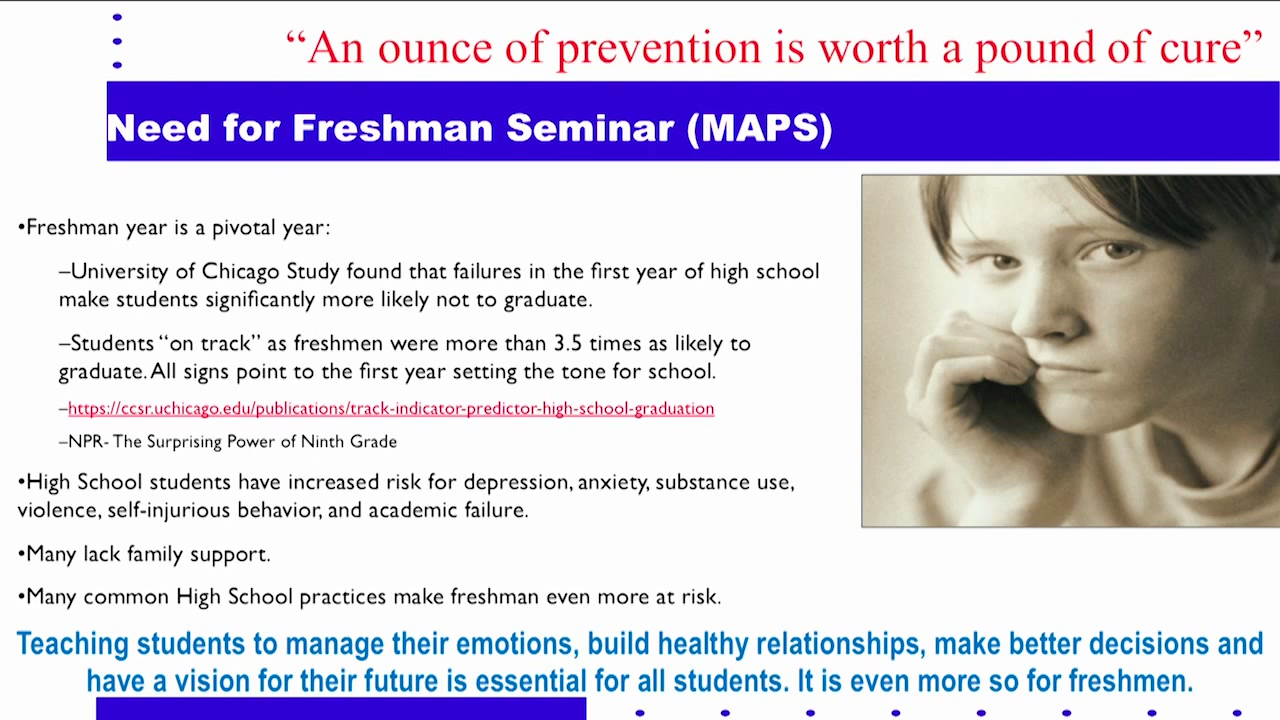 “An ounce of prevention is worth a pound of cure”
Need for Freshman Seminar (MAPS)
•Freshman year is a pivotal year:
–University of Chicago Study found that failures in the first year of high school
make students significantly more likely not to graduate.
–Students “on track” as freshmen were more than 3.5 times as likely to
graduate. All signs point to the first year setting the tone for school.
–https://ccsr.uchicago.edu/publications/track-indicator-predictor-high-school-graduation
–NPR- The Surprising Power of Ninth Grade
•High School students have increased risk for depression, anxiety, substance use,
violence, self-injurious behavior, and academic failure.
•Many lack family support.
•Many common High School practices make freshman even more at risk.
Teaching students to manage their emotions, build healthy relationships, make better decisions and
have a vision for their future is essential for all students. It is even more so for freshmen.